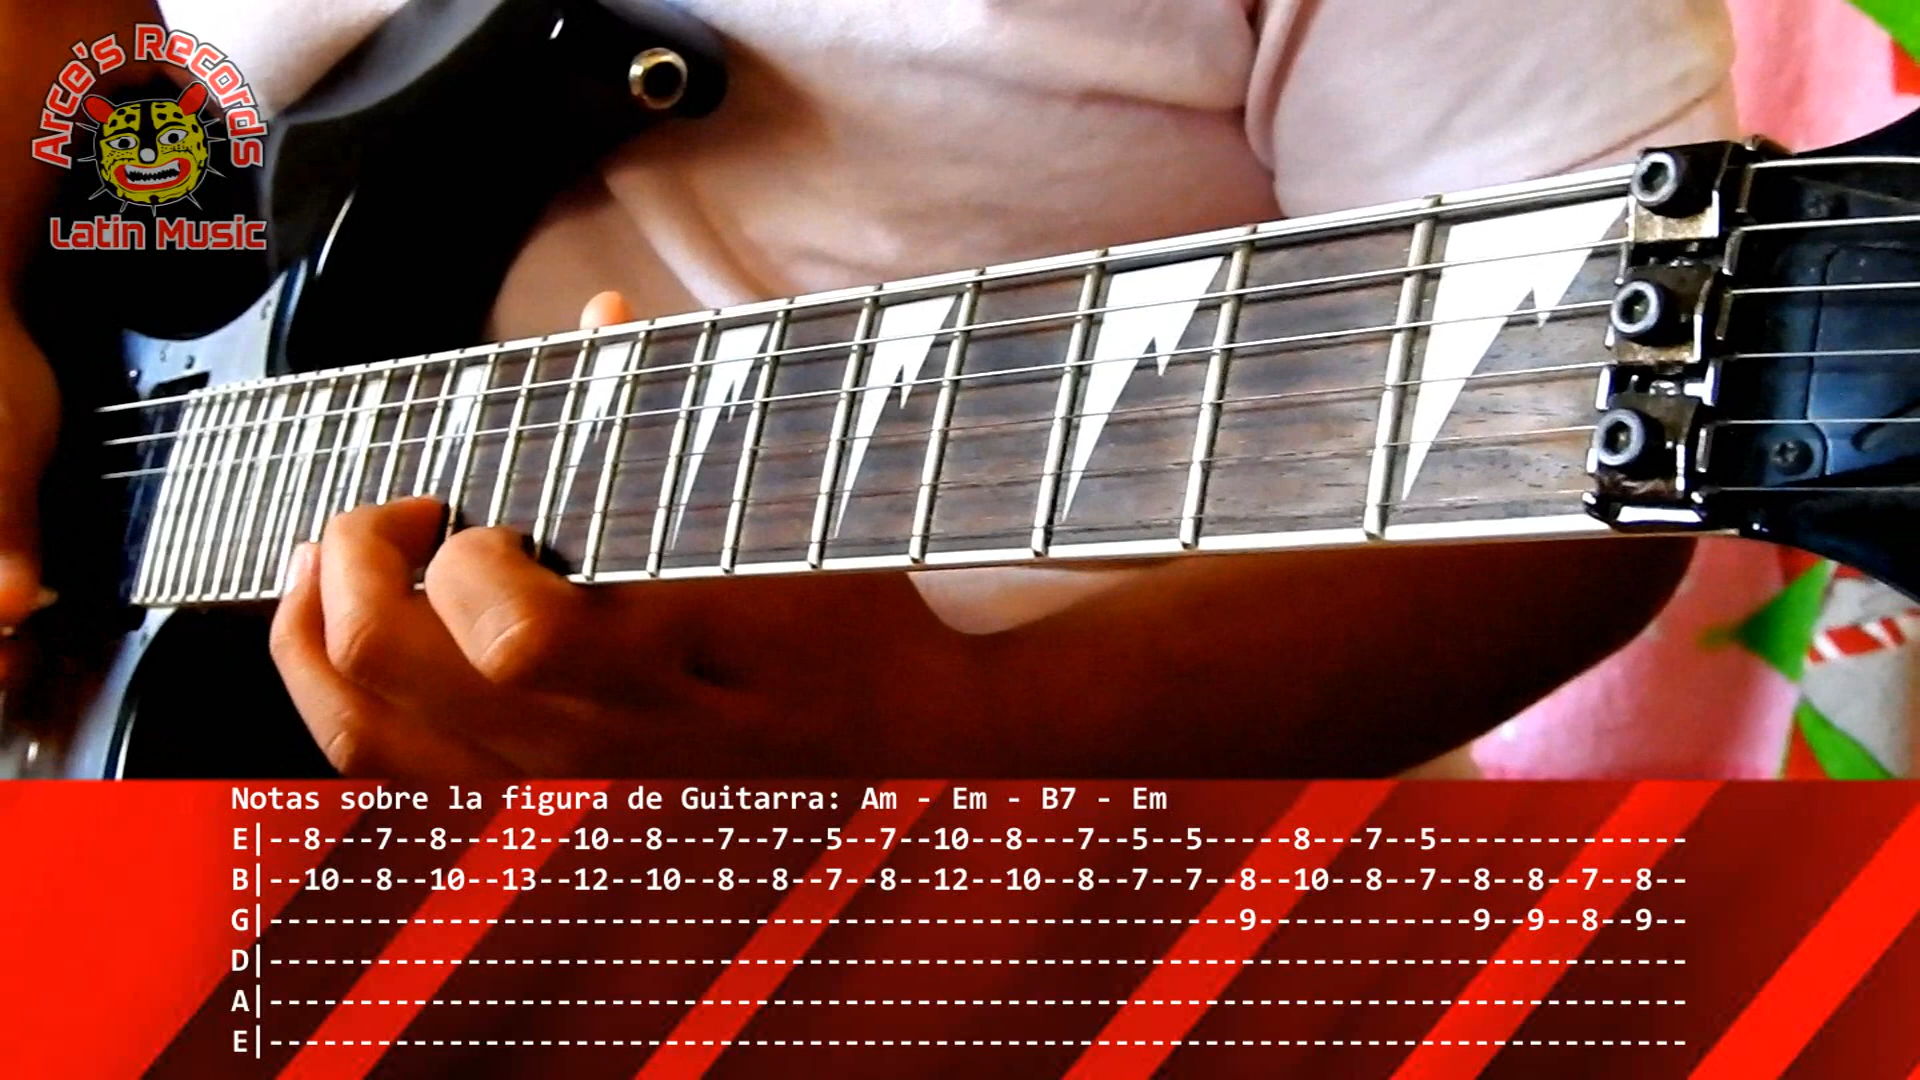 Arce's Records
Latin Music
Notas sobre la figura de Guitarra: Am - Em - B7 - Em
E|--8---7--8---12--10--8---7--7--5--7--10--8---7--5--5-----8---7--5--------------
B|--10--8--10--13--12--10--8--8--7--8--12--10--8--7--7--8--10--8--7--8--8--7--8--
G|------------------------------------------------------9------------9--9--8--9--
D|-------------------------------------------------------------------------------
A|-------------------------------------------------------------------------------
E|-------------------------------------------------------------------------------